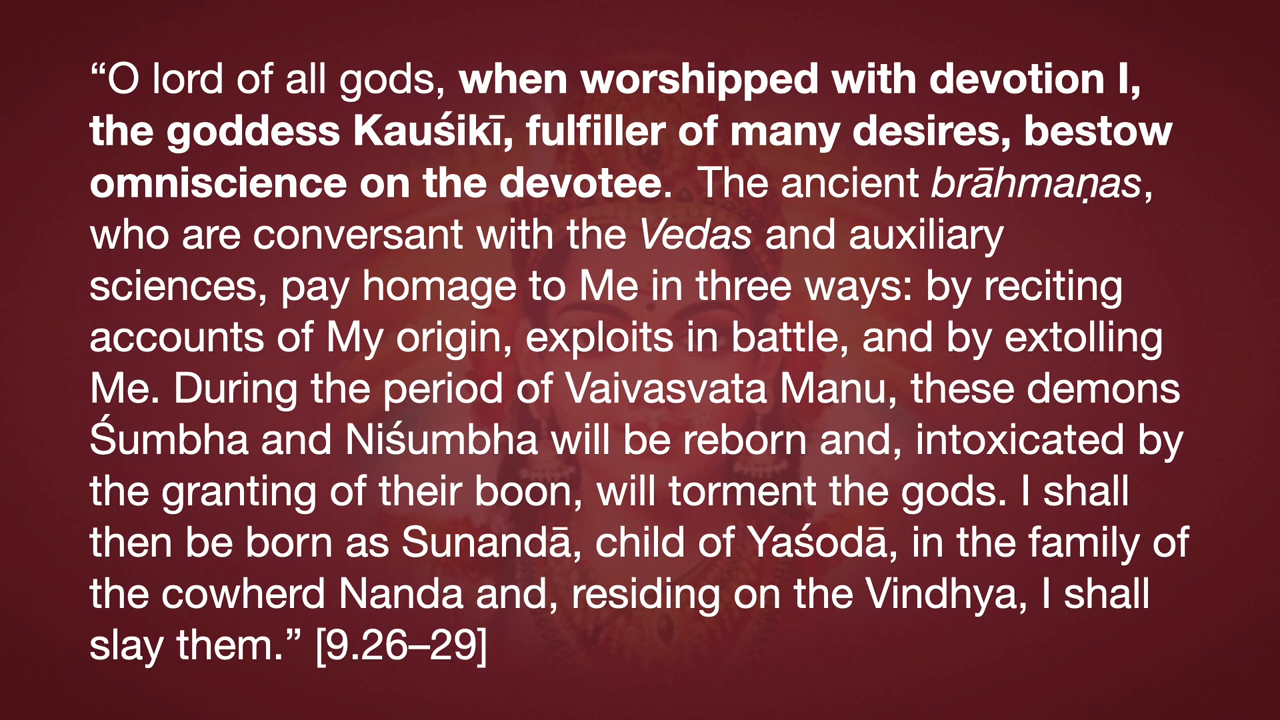 “O lord of all gods, when worshipped with devotion I,
the goddess Kauśikī, fulfiller of many desires, bestow
omniscience on the devotee.  The ancient brāhmaṇas,
who are conversant with the Vedas and auxiliary
sciences, pay homage to Me in three ways: by reciting
accounts of My origin, exploits in battle, and by extolling
Me. During the period of Vaivasvata Manu, these demons
Śumbha and Niśumbha will be reborn and, intoxicated by
the granting of their boon, will torment the gods. I shall
then be born as Sunandā, child of Yaśodā, in the family of
the cowherd Nanda and, residing on the Vindhya, I shall
slay them.” [9.26–29]